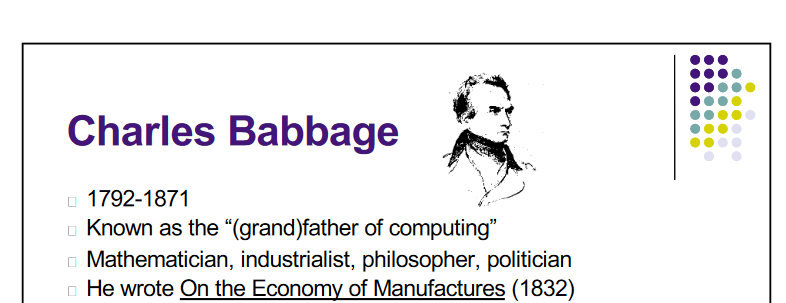 Charles Babbage
1792-1871
Known as the “(grand)father of computing”
Mathematician, industrialist, philosopher, politician
He wrote On the Economy of Manufactures (1832)